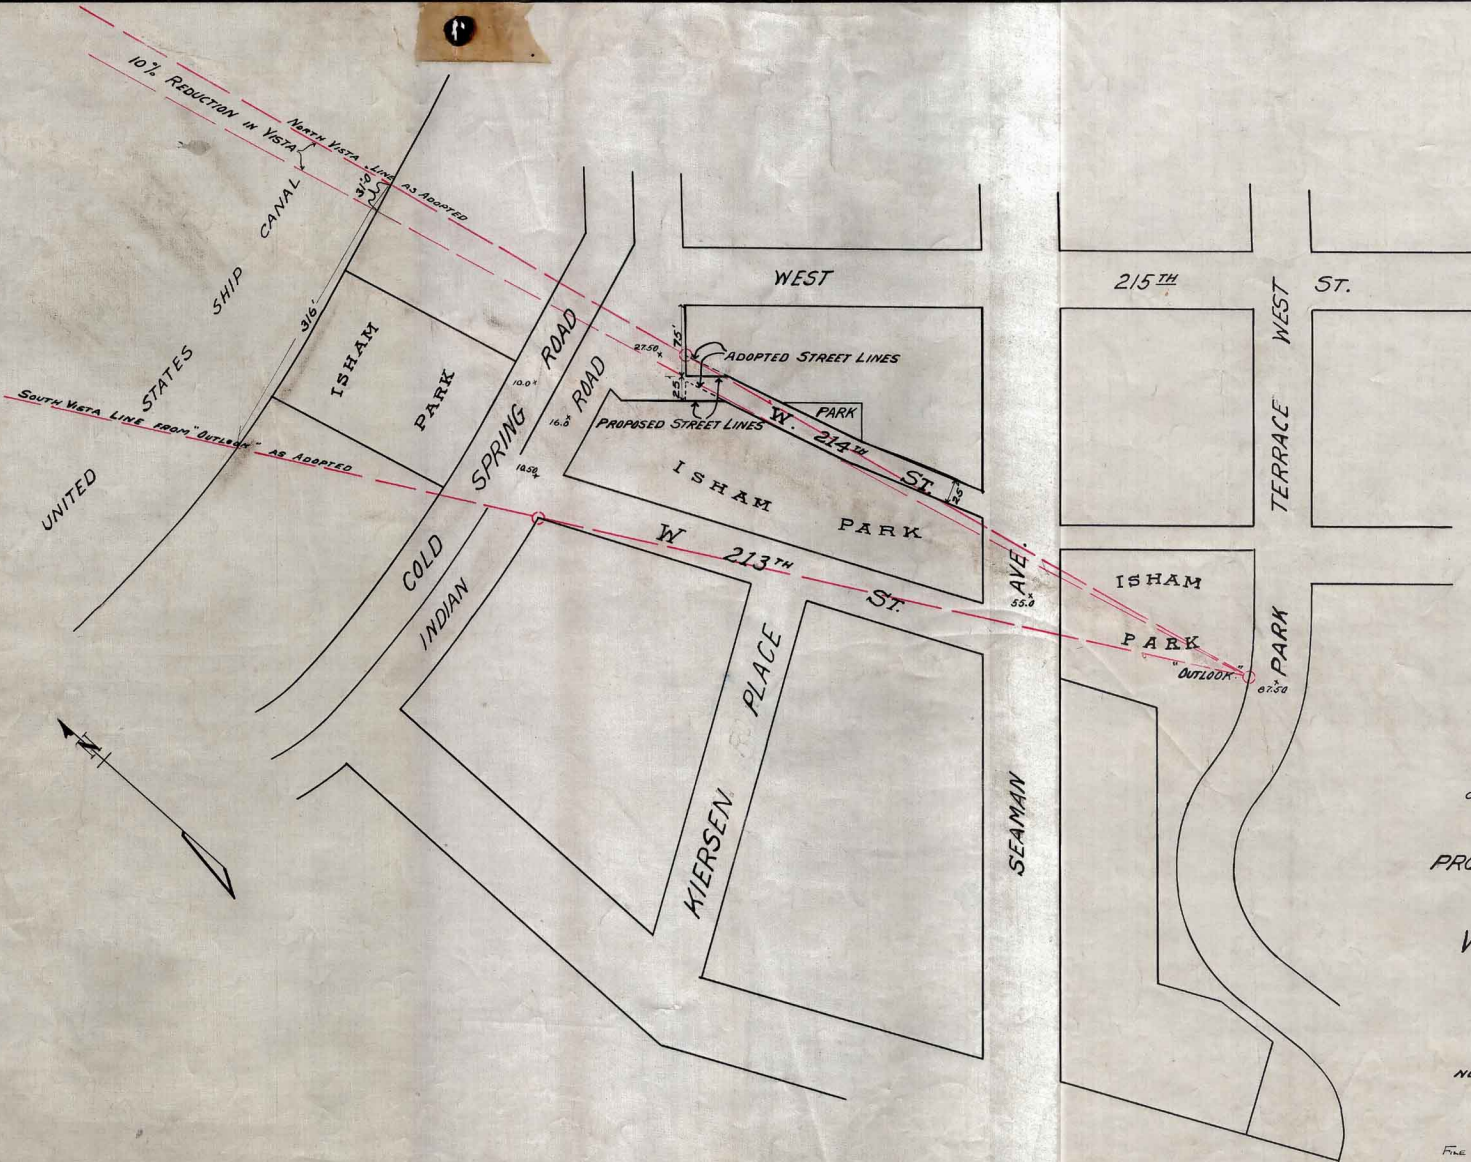 10% REDUCTION IN VISTA
NORTH VISTA LINE AS ADOPTED
31.0'
316'
UNITED STATES SHIP CANAL
SOUTH VISTA LINE FROM "OUTLOOK" AS ADOPTED
ISHAM
PARK
COLD SPRING ROAD
INDIAN ROAD
10.0
16.0
10.50
27.50
75'
25'
ADOPTED STREET LINES
PROPOSED STREET LINES
WEST 215TH ST.
PARK
W. 214TH ST.
25'
ISHAM PARK
W 213TH ST.
SEAMAN AVE.
55.0
ISHAM
PARK
"OUTLOOK"
87.50
PARK TERRACE WEST
KIERSEN PLACE
N
PRO
FILE